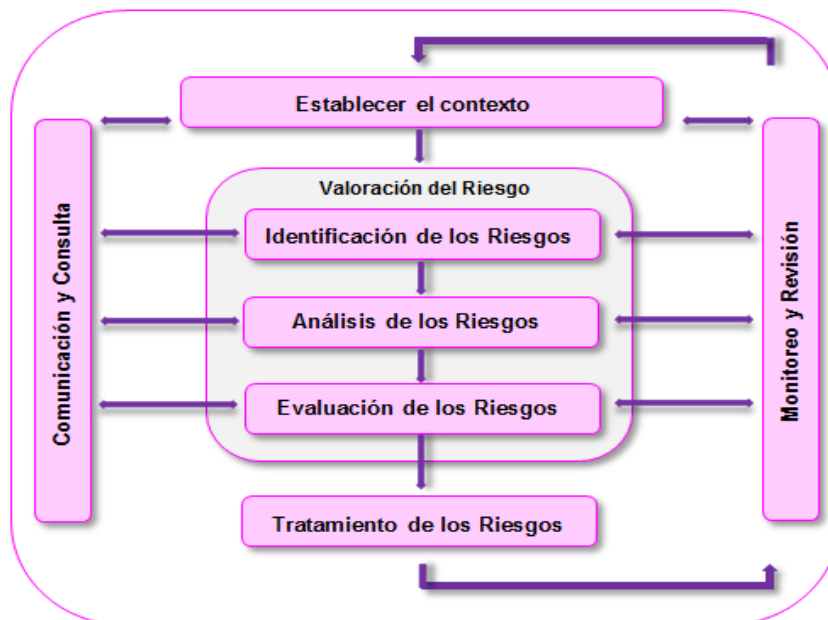 Establecer el contexto
Comunicación y Consulta
Valoración del Riesgo
Identificación de los Riesgos
Análisis de los Riesgos
Evaluación de los Riesgos
Monitoreo y Revisión
Tratamiento de los Riesgos